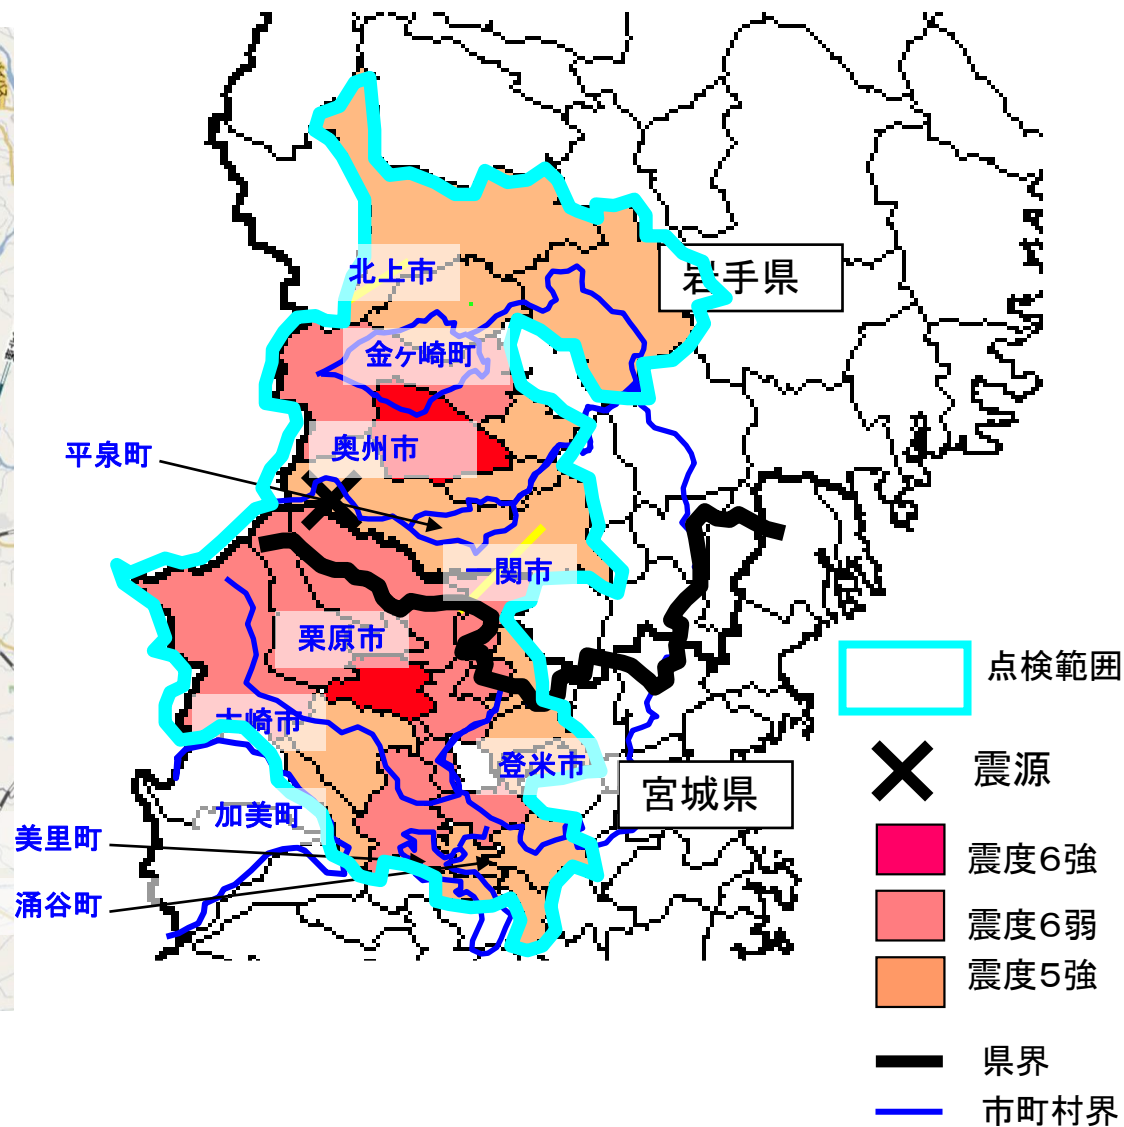 岩手県
北上市
金ヶ崎町
奥州市
平泉町
一関市
栗原市
大崎市
登米市
宮城県
加美町
美里町
涌谷町
点検範囲
震源
震度６強
震度６弱
震度５強
県界
市町村界